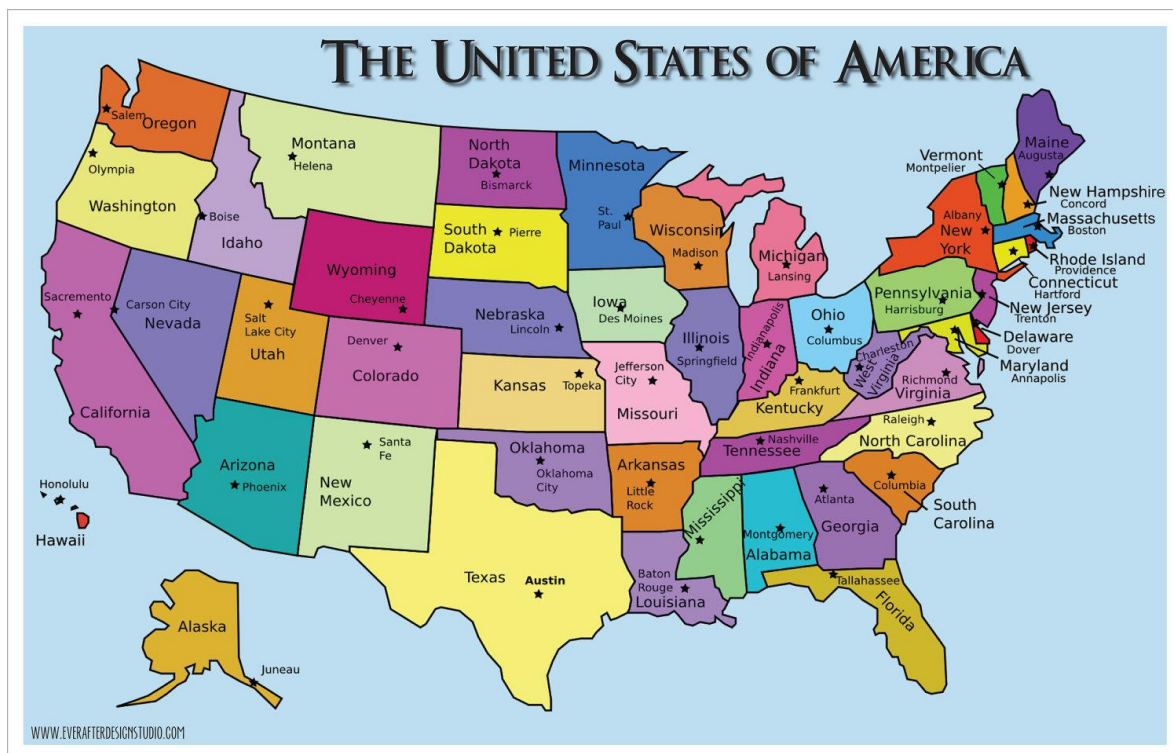 THE UNITED STATES OF AMERICA
Salem
Oregon
Olympia
Washington
Boise
Idaho
Montana
Helena
North
Dakota
Bismarck
Minnesota
St.
Paul
South
Dakota
Pierre
Wisconsin
Madison
Michigan
Lansing
Vermont
Montpelier
Maine
Augusta
New Hampshire
Concord
Albany
New
York
Massachusetts
Boston
Rhode Island
Providence
Connecticut
Hartford
New Jersey
Trenton
Pennsylvania
Harrisburg
Delaware
Dover
Maryland
Annapolis
Wyoming
Cheyenne
Sacremento
California
Carson City
Nevada
Salt
Lake City
Utah
Denver
Colorado
Nebraska
Lincoln
Iowa
Des Moines
Illinois
Springfield
Indianapolis
Indiana
Ohio
Columbus
Charleston
West
Virginia
Richmond
Virginia
Kansas
Topeka
Jefferson
City
Missouri
Frankfurt
Kentucky
Nashville
Tennessee
Raleigh
North Carolina
Arizona
Phoenix
Santa
Fe
New
Mexico
Oklahoma
Oklahoma
City
Arkansas
Little
Rock
Mississippi
Montgomery
Alabama
Atlanta
Georgia
Columbia
South
Carolina
Honolulu
Hawaii
Texas
Austin
Baton
Rouge
Louisiana
Tallahassee
Florida
Alaska
Juneau
WWW.EVERAFTERDESIGNSTUDIO.COM